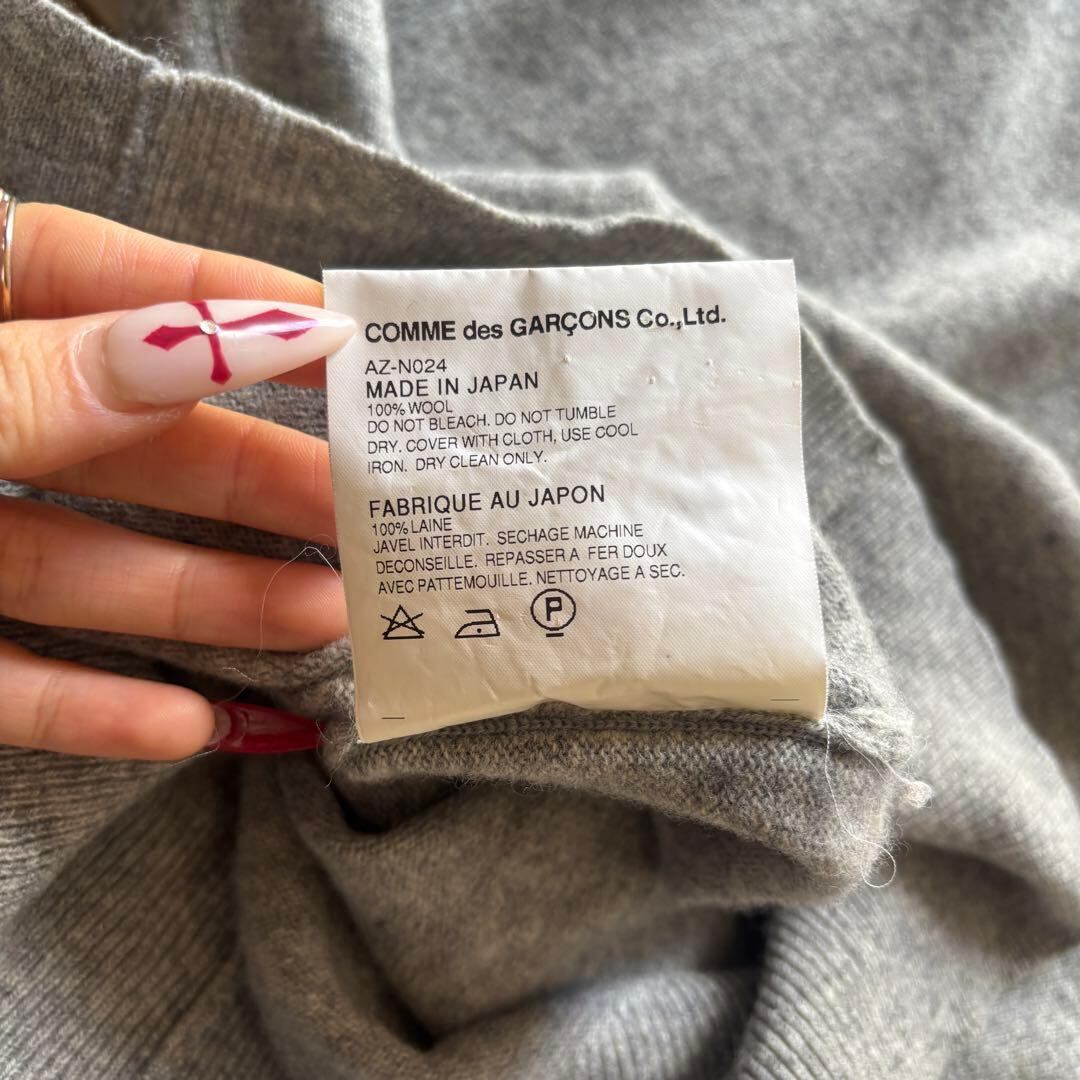 COMME des GARÇONS Co.,Ltd.
AZ-N024
MADE IN JAPAN
100% WOOL
DO NOT BLEACH. DO NOT TUMBLE
DRY. COVER WITH CLOTH, USE COOL
IRON. DRY CLEAN ONLY.
FABRIQUE AU JAPON
100% LAINE
JAVEL INTERDIT. SECHAGE MACHINE
DECONSEILLE. REPASSER A FER DOUX
AVEC PATTEMOUILLE. NETTOYAGE A SEC.
P